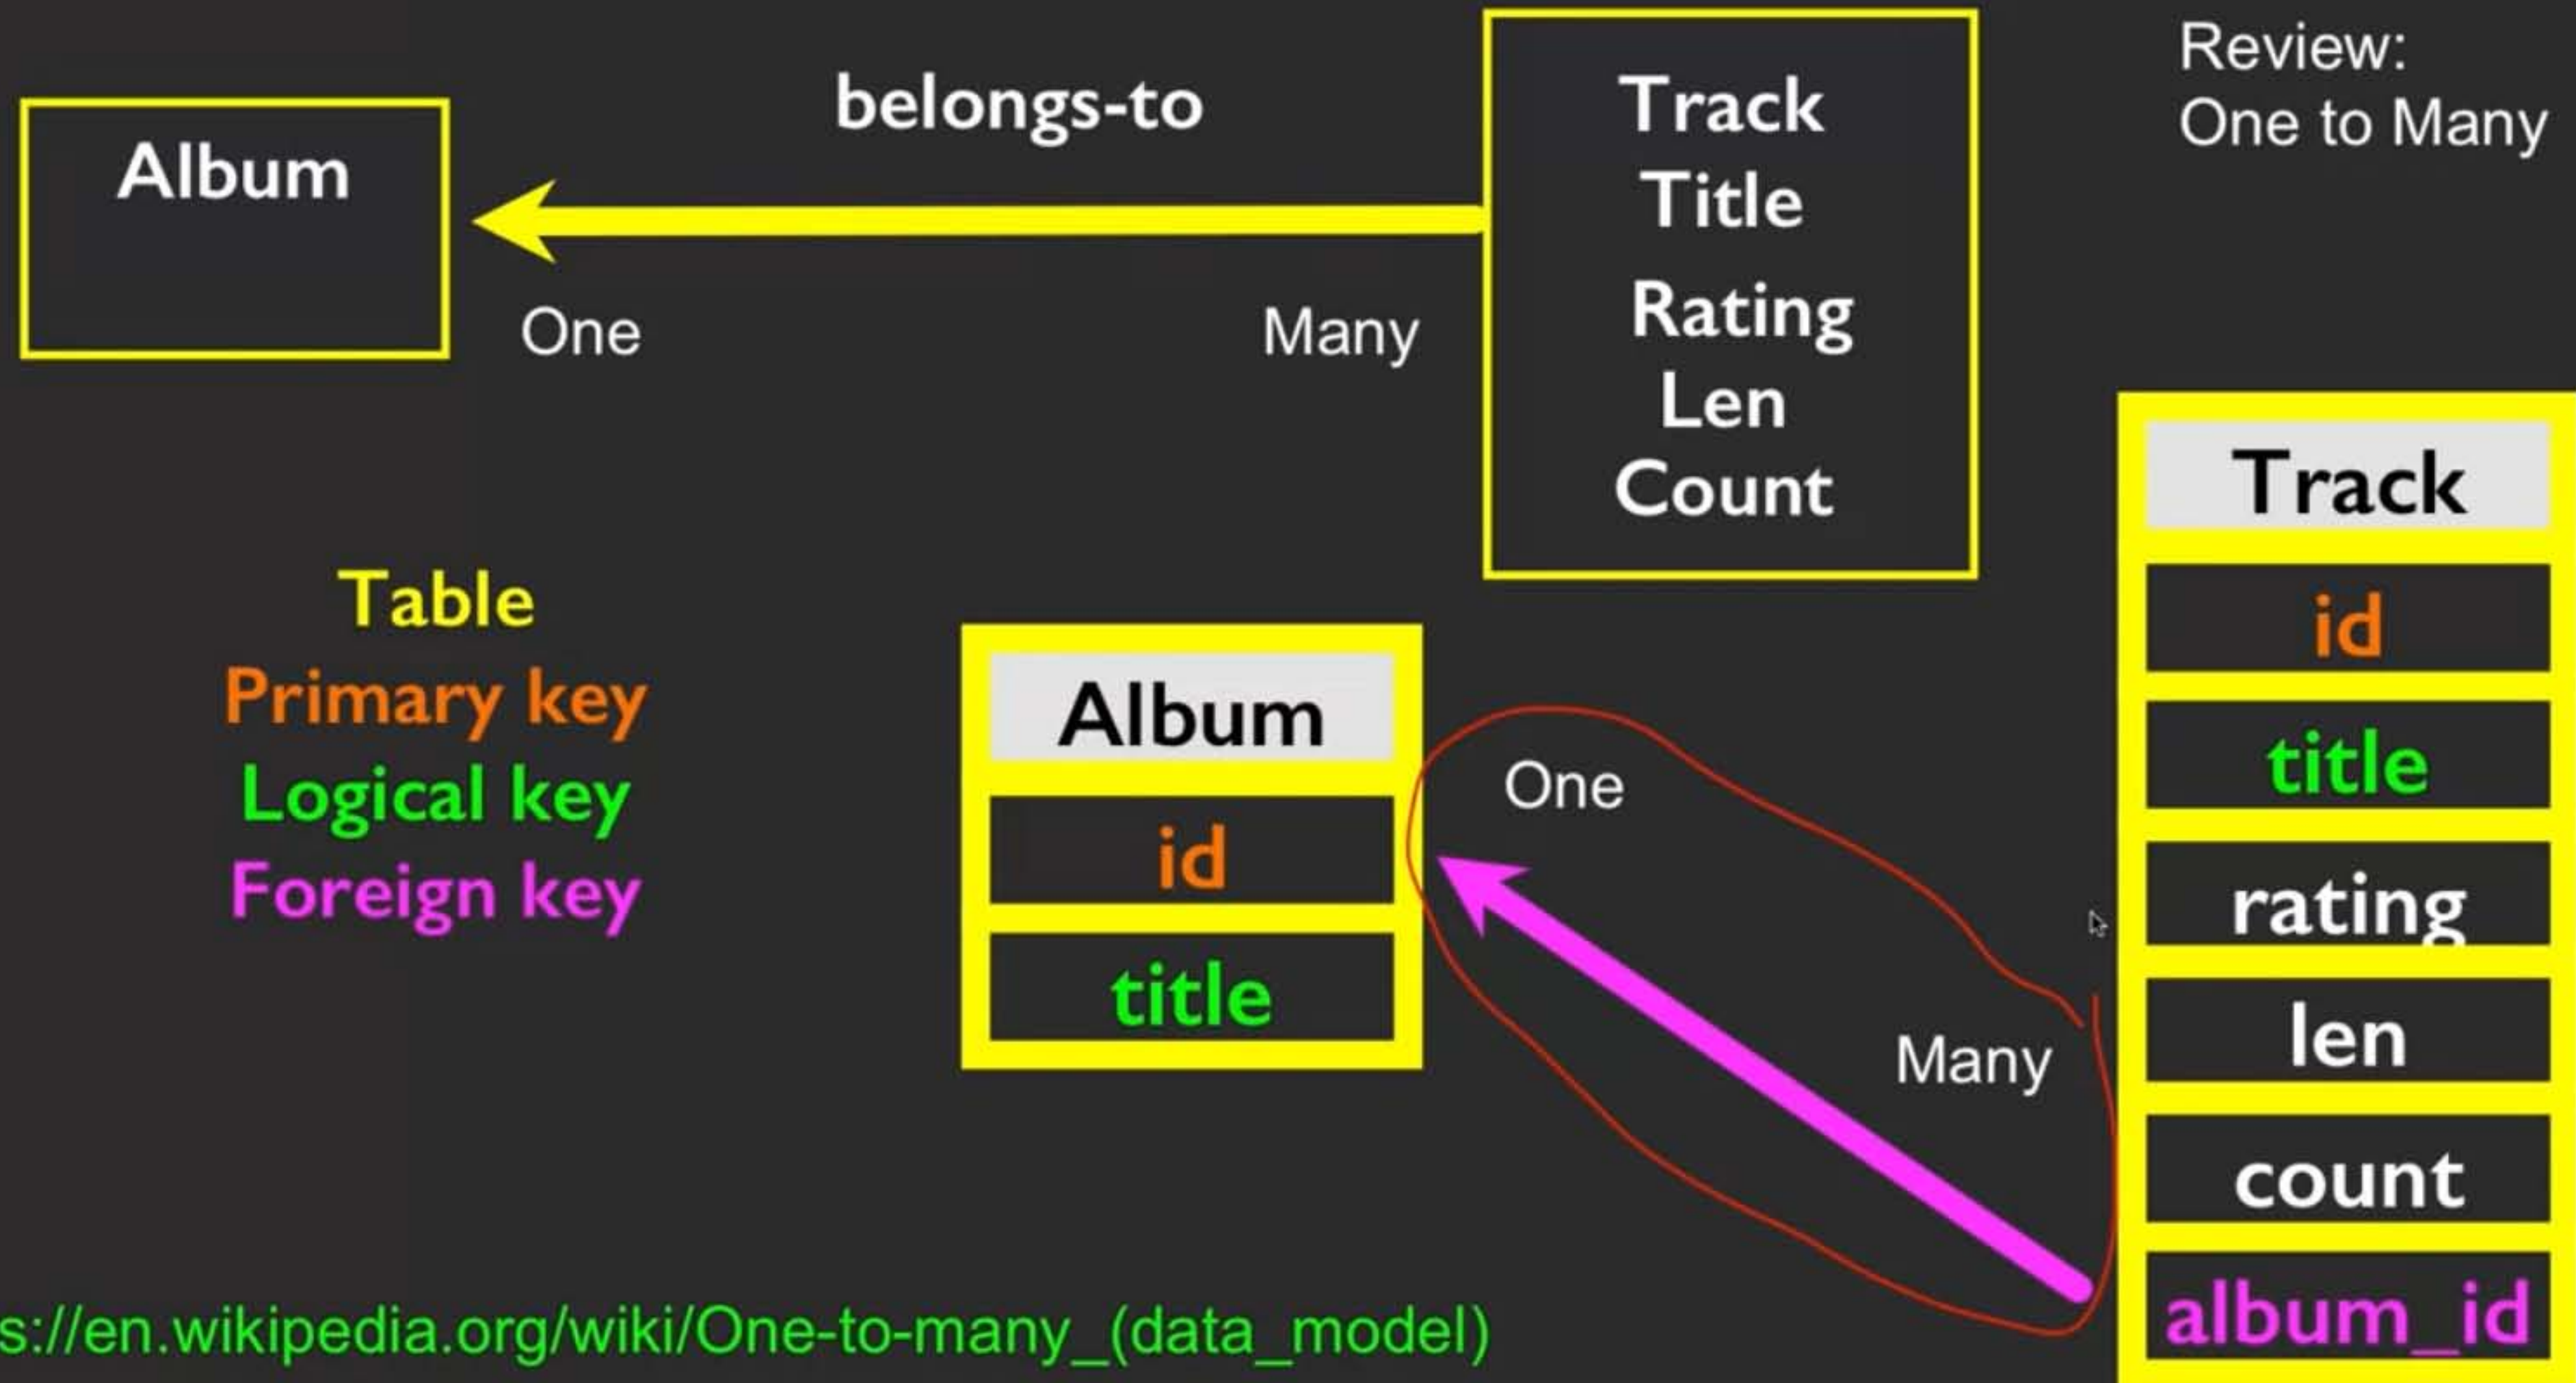 Review:
One to Many
Album
belongs-to
One
Many
Track
Title
Rating
Len
Count
Table
Primary key
Logical key
Foreign key
Album
id
title
One
Many
Track
id
title
rating
len
count
album_id
s://en.wikipedia.org/wiki/One-to-many_(data_model)